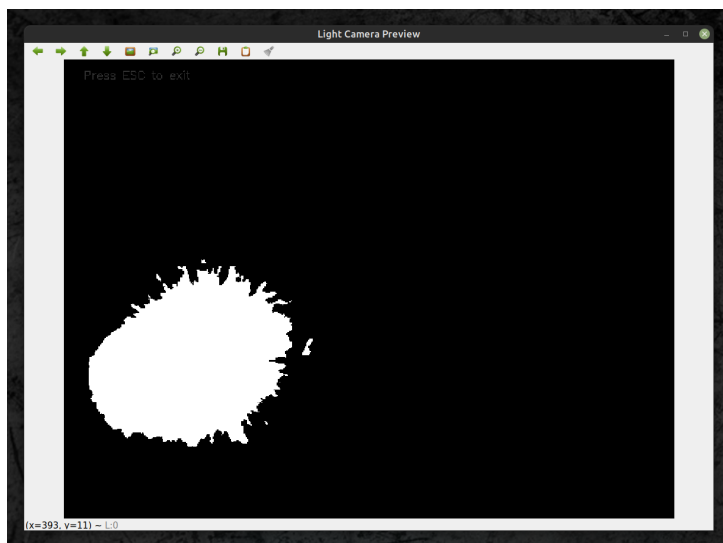 Light Camera Preview
Press ESC to exit
(x=393, y=11) ~ L:0